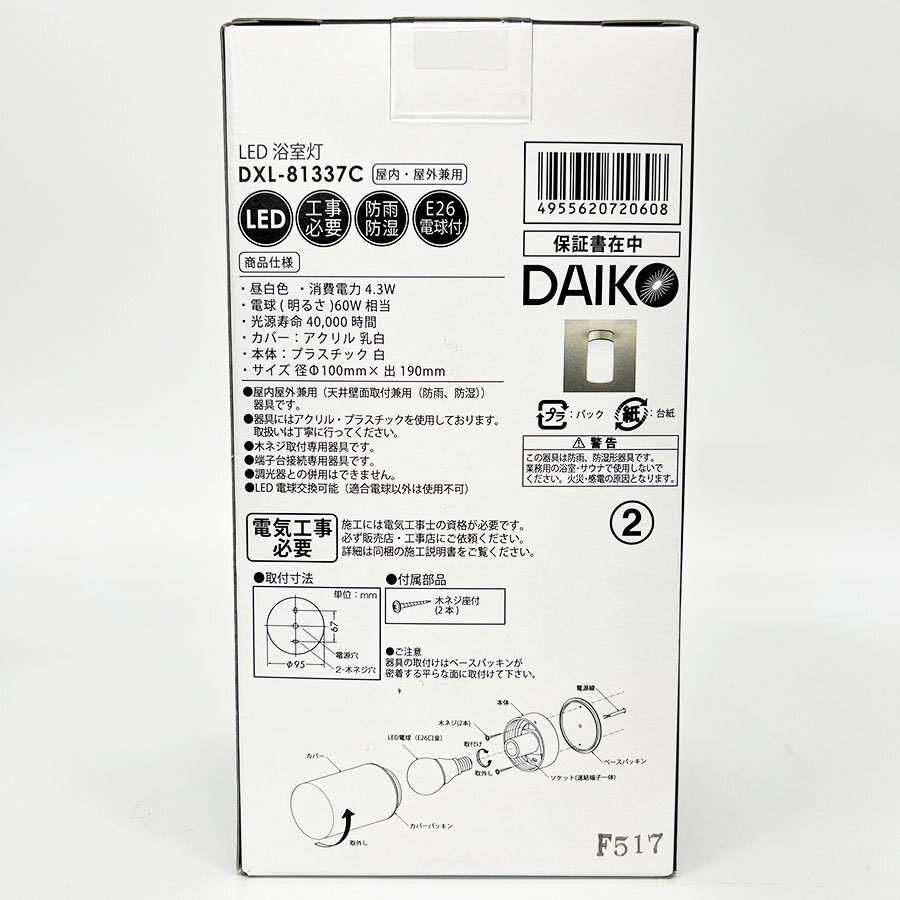 LED 浴室灯
DXL-81337C 屋内・屋外兼用
LED 工事必要 防雨防湿 E26電球付
商品仕様
・昼白色 ・消費電力 4.3W
・電球 ( 明るさ )60W 相当
・光源寿命 40,000 時間
・カバー：アクリル 乳白
・本体：プラスチック 白
・サイズ 径Φ100mm× 出 190mm
●屋内屋外兼用（天井壁面取付兼用（防雨、防湿））
器具です。
●器具にはアクリル・プラスチックを使用しております。
取扱いは丁寧に行ってください。
●木ネジ取付専用器具です。
●端子台接続専用器具です。
●調光器との併用はできません。
●LED 電球交換可能（適合電球以外は使用不可）
4955620720608
保証書在中
DAIKO
プラ：パック 紙：台紙
⚠ 警告
この器具は防雨、防湿形器具です。
業務用の浴室・サウナで使用しないで
ください。火災・感電の原因となります。
②
電気工事
必要
施工には電気工事士の資格が必要です。
必ず販売店・工事店にご依頼ください。
詳細は同梱の施工説明書をご覧ください。
●取付寸法
単位：mm
67
電源穴
2-木ネジ穴
Φ95
●付属部品
木ネジ座付
(2本)
●ご注意
器具の取付けはベースパッキンが
密着する平らな面に取付けて下さい。
電源線
本体
木ネジ(2本)
LED電球（E26口金）
取付け
取外し
ベースパッキン
ソケット(速結端子一体)
カバー
カバーパッキン
取外し
F517